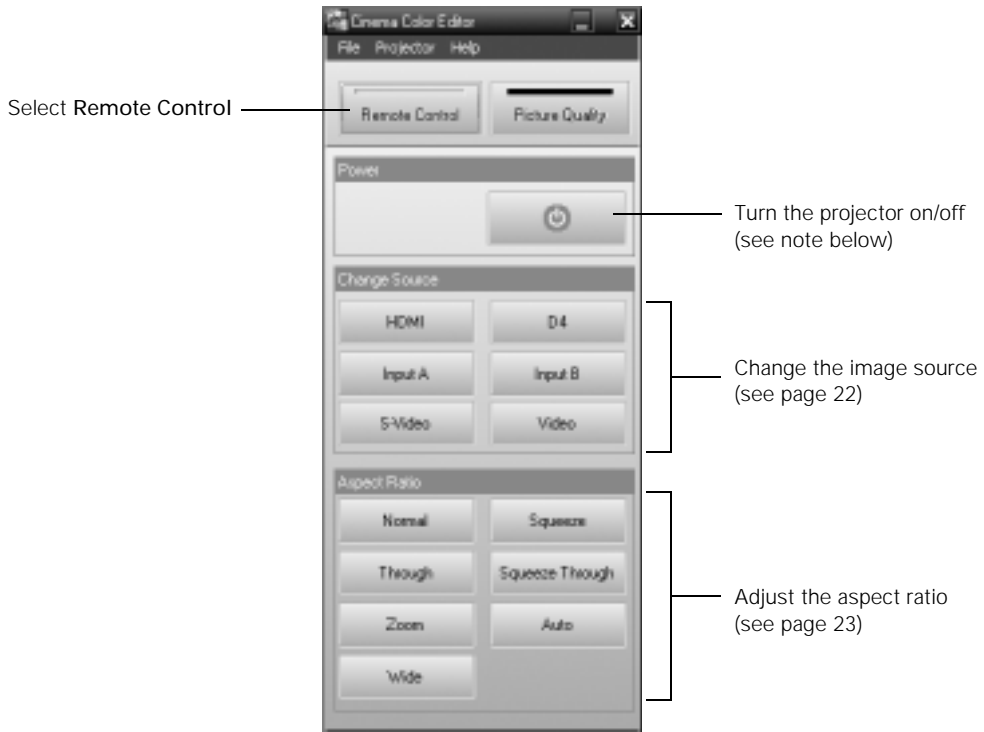 Cinema Color Editor
File Projector Help
Select Remote Control
Remote Control Picture Quality
Power
Turn the projector on/off
(see note below)
Change Source
HDMI D4
Input A Input B
Change the image source
(see page 22)
S-Video Video
Aspect Ratio
Normal Squeeze
Through Squeeze Through
Adjust the aspect ratio
(see page 23)
Zoom Auto
Wide